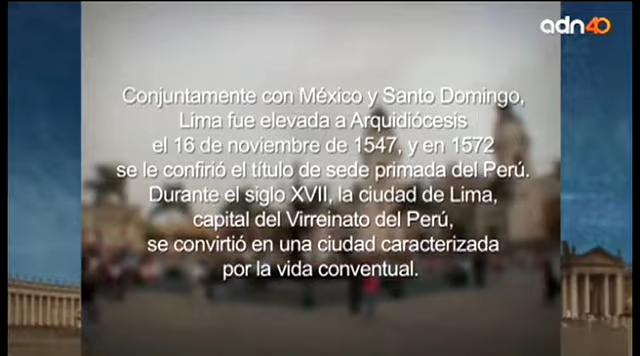 adn40
Conjuntamente con México y Santo Domingo,
Lima fue elevada a Arquidiócesis
el 16 de noviembre de 1547, y en 1572
se le confirió el título de sede primada del Perú.
Durante el siglo XVII, la ciudad de Lima,
capital del Virreinato del Perú,
se convirtió en una ciudad caracterizada
por la vida conventual.